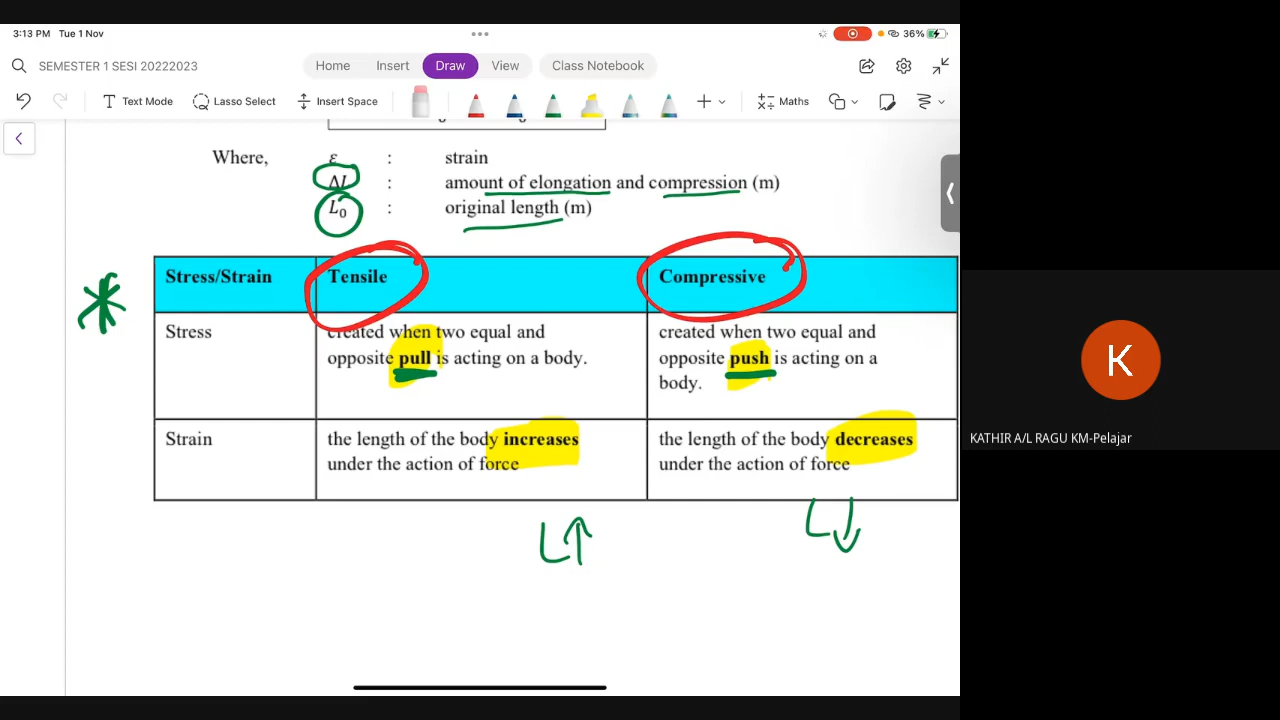 3:13 PM Tue 1 Nov
36%
SEMESTER 1 SESI 20222023
Home Insert Draw View Class Notebook
Text Mode Lasso Select Insert Space Maths
Where, ε : strain
ΔL : amount of elongation and compression (m)
L₀ : original length (m)
Stress/Strain Tensile Compressive
Stress created when two equal and created when two equal and
opposite pull is acting on a body. opposite push is acting on a
body.
Strain the length of the body increases the length of the body decreases
under the action of force under the action of force
L↑ L↓
K
KATHIR A/L RAGU KM-Pelajar